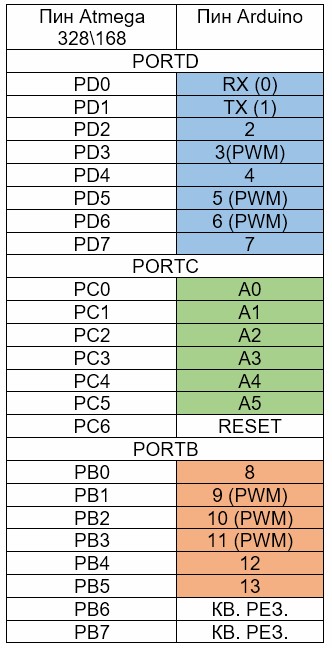 Пин Atmega Пин Arduino
328\168
PORTD
PD0 RX (0)
PD1 TX (1)
PD2 2
PD3 3(PWM)
PD4 4
PD5 5 (PWM)
PD6 6 (PWM)
PD7 7
PORTC
PC0 A0
PC1 A1
PC2 A2
PC3 A3
PC4 A4
PC5 A5
PC6 RESET
PORTB
PB0 8
PB1 9 (PWM)
PB2 10 (PWM)
PB3 11 (PWM)
PB4 12
PB5 13
PB6 КВ. РЕЗ.
PB7 КВ. РЕЗ.